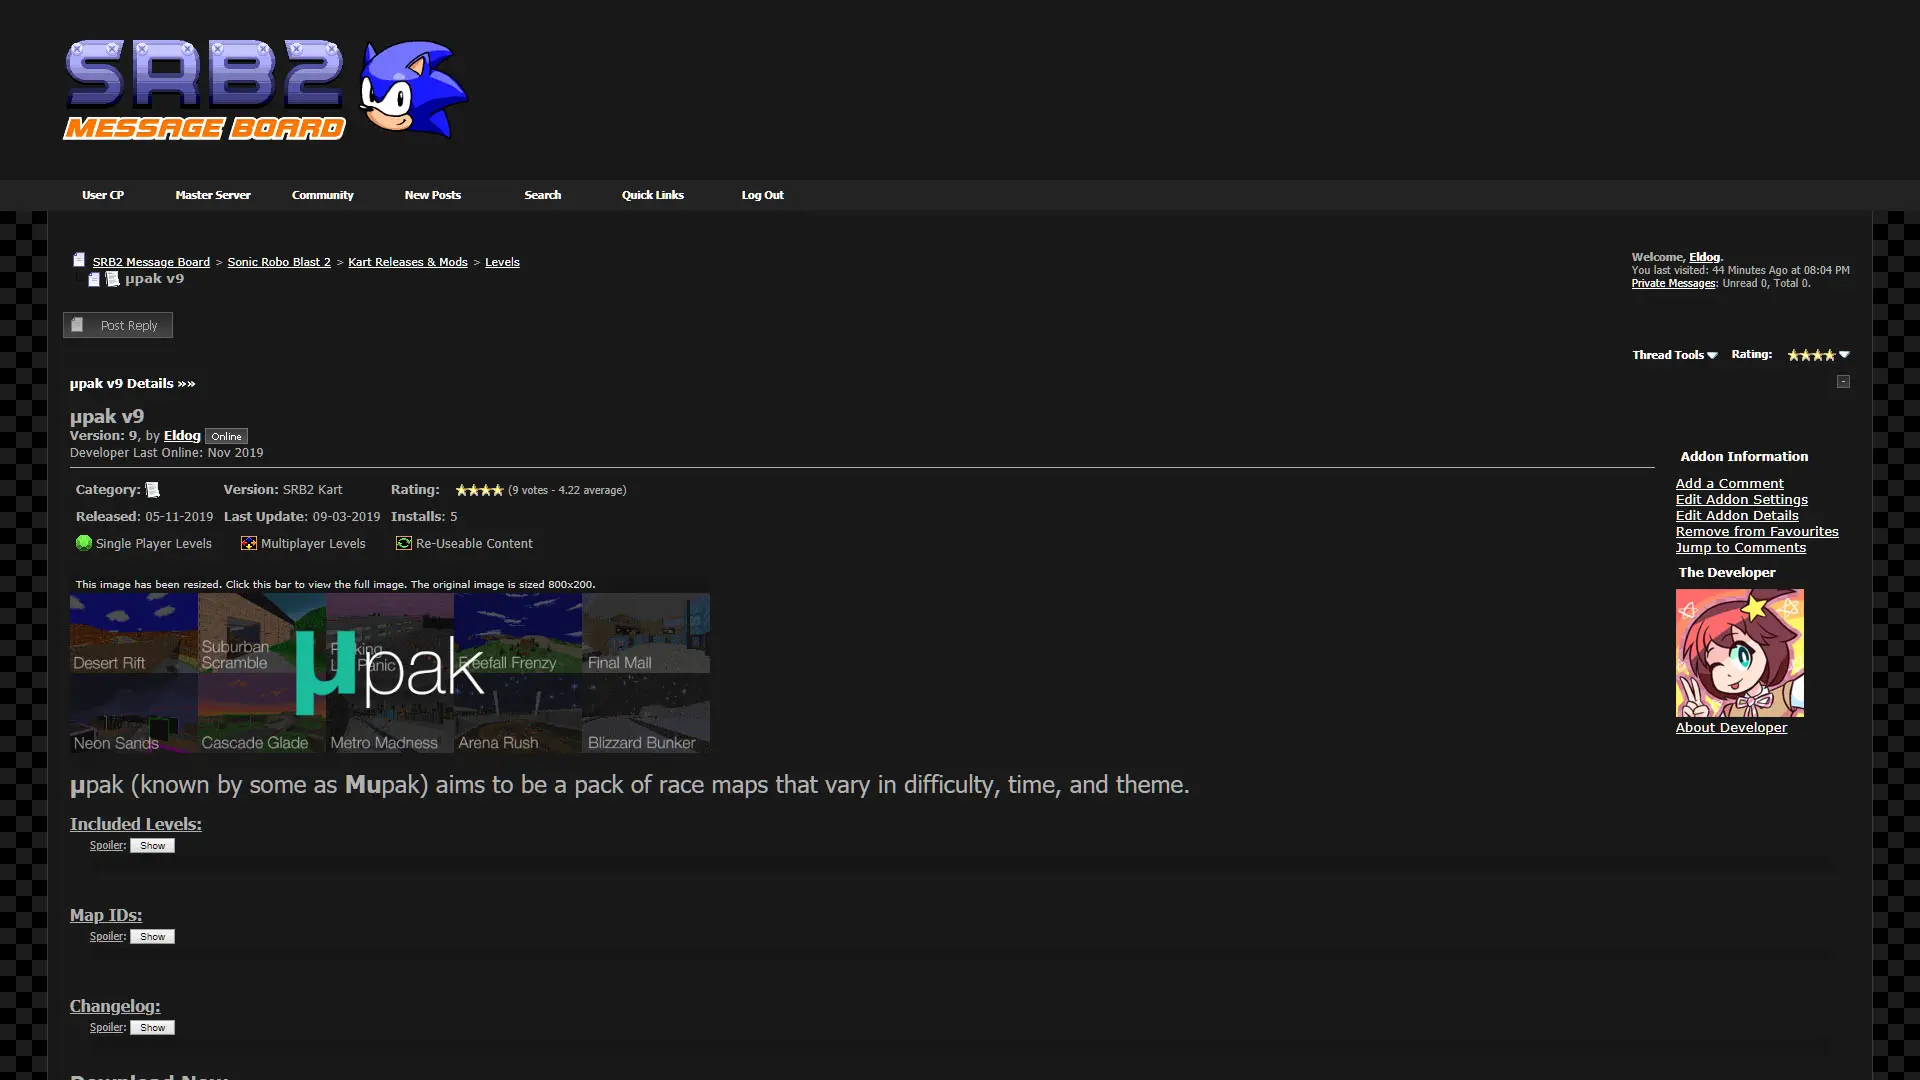 SRB2
MESSAGE BOARD
User CP Master Server Community New Posts Search Quick Links Log Out
SRB2 Message Board > Sonic Robo Blast 2 > Kart Releases & Mods > Levels
µpak v9
Welcome, Eldog.
You last visited: 44 Minutes Ago at 08:04 PM
Private Messages: Unread 0, Total 0.
Post Reply
Thread Tools Rating:
µpak v9 Details »»
-
µpak v9
Version: 9, by Eldog Online
Developer Last Online: Nov 2019
Category: Version: SRB2 Kart Rating: (9 votes - 4.22 average)
Released: 05-11-2019 Last Update: 09-03-2019 Installs: 5
Single Player Levels Multiplayer Levels Re-Useable Content
Addon Information
Add a Comment
Edit Addon Settings
Edit Addon Details
Remove from Favourites
Jump to Comments
The Developer
About Developer
This image has been resized. Click this bar to view the full image. The original image is sized 800x200.
Desert Rift Suburban Scramble Panic Freefall Frenzy Final Mall
µpak
Neon Sands Cascade Glade Metro Madness Arena Rush Blizzard Bunker
µpak (known by some as Mupak) aims to be a pack of race maps that vary in difficulty, time, and theme.
Included Levels:
Spoiler: Show
Map IDs:
Spoiler: Show
Changelog:
Spoiler: Show